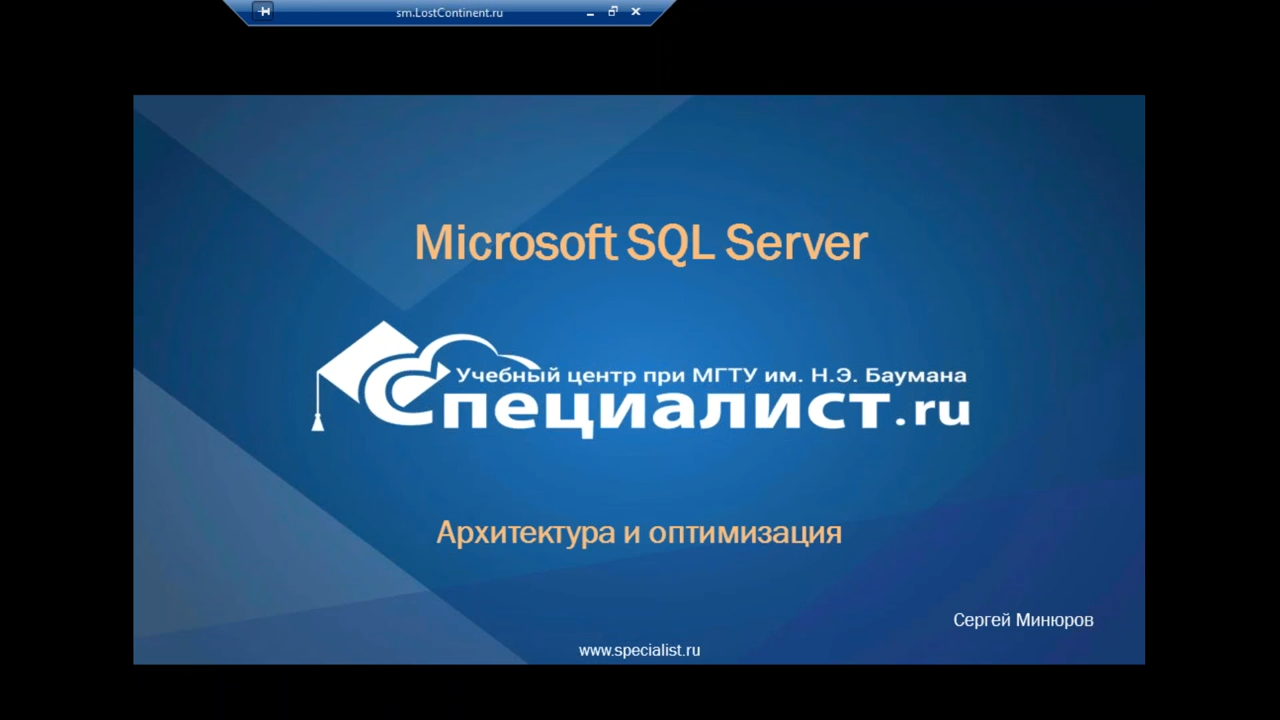 sm.LostContinent.ru
Microsoft SQL Server
Учебный центр при МГТУ им. Н.Э. Баумана
Специалист.ru
Архитектура и оптимизация
Сергей Минюров
www.specialist.ru